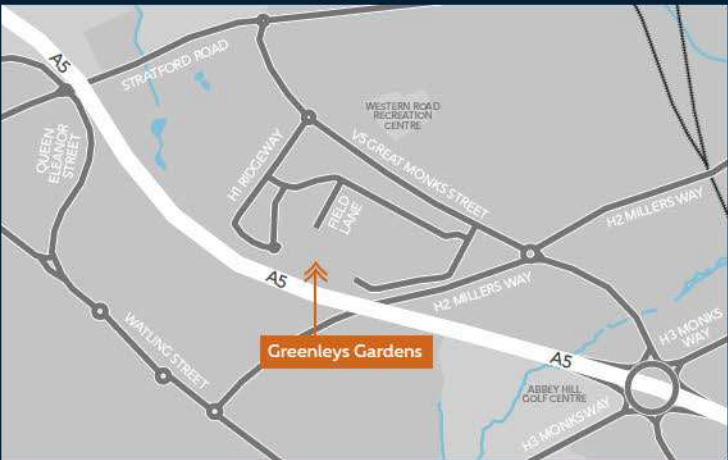 A5
STRATFORD ROAD
QUEEN
ELEANOR
STREET
WESTERN ROAD
RECREATION
CENTRE
H1 RIDGEWAY
V5 GREAT MONKS STREET
FIELD
LANE
H2 MILLERS WAY
A5
H2 MILLERS WAY
WATLING STREET
Greenleys Gardens
H3 MONKS
WAY
A5
ABBEY HILL
GOLF CENTRE
H3 MONKS WAY